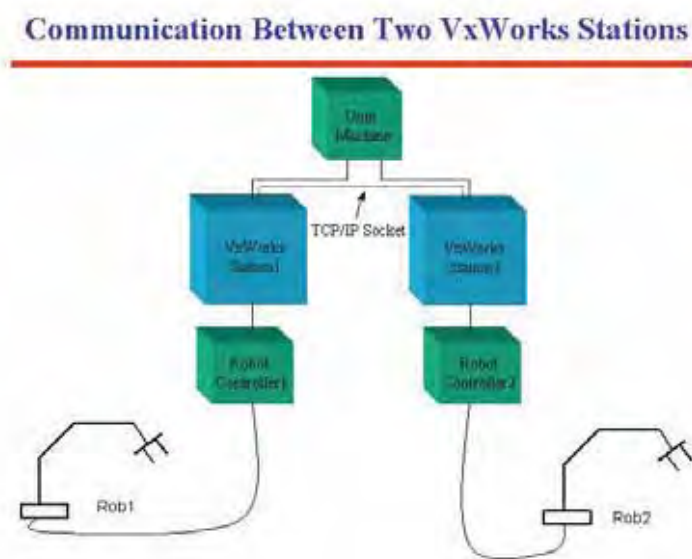 Communication Between Two VxWorks Stations
Unix
Machine
TCP/IP Socket
VxWorks
Station1
VxWorks
Robot
Controller1
Robot
Controller2
Rob1
Rob2